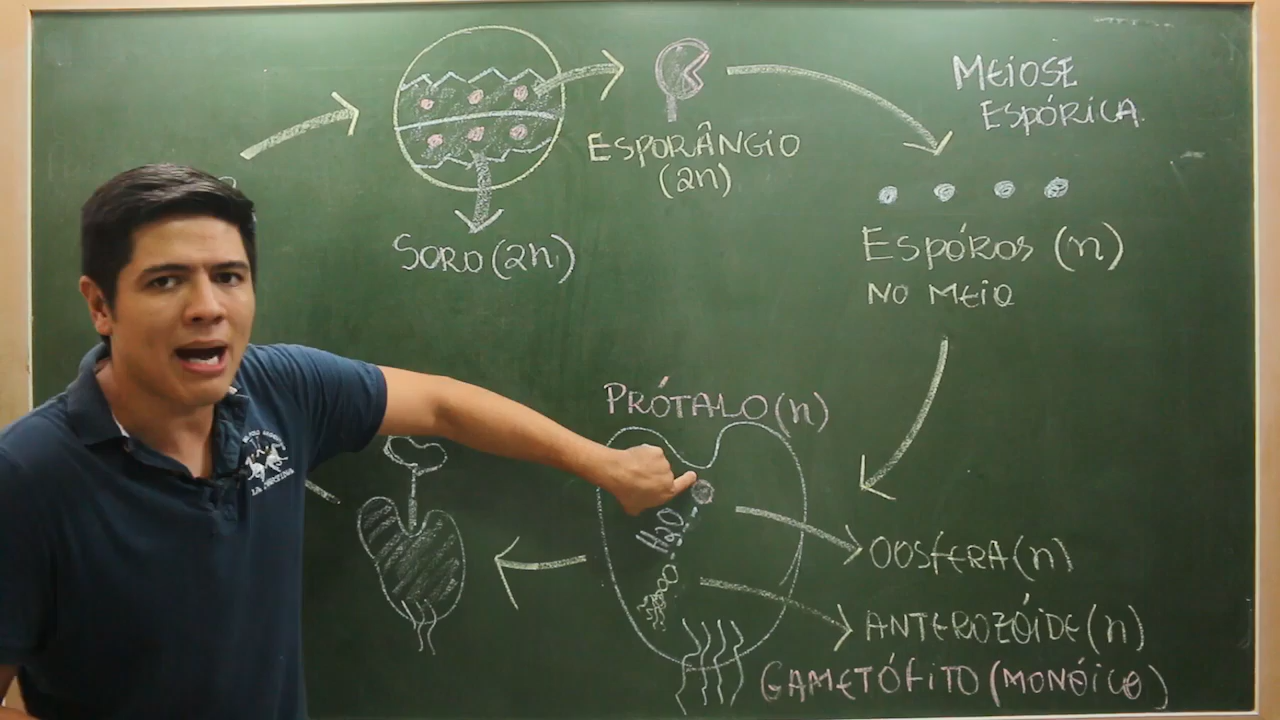 MEIOSE
ESPÓRICA
ESPORÂNGIO
(2n)
SORO (2n)
ESPÓROS (n)
NO MEIO
PRÓTALO (n)
H2O
OOSFERA (n)
ANTEROZÓIDE (n)
GAMETÓFITO (MONÓICO)